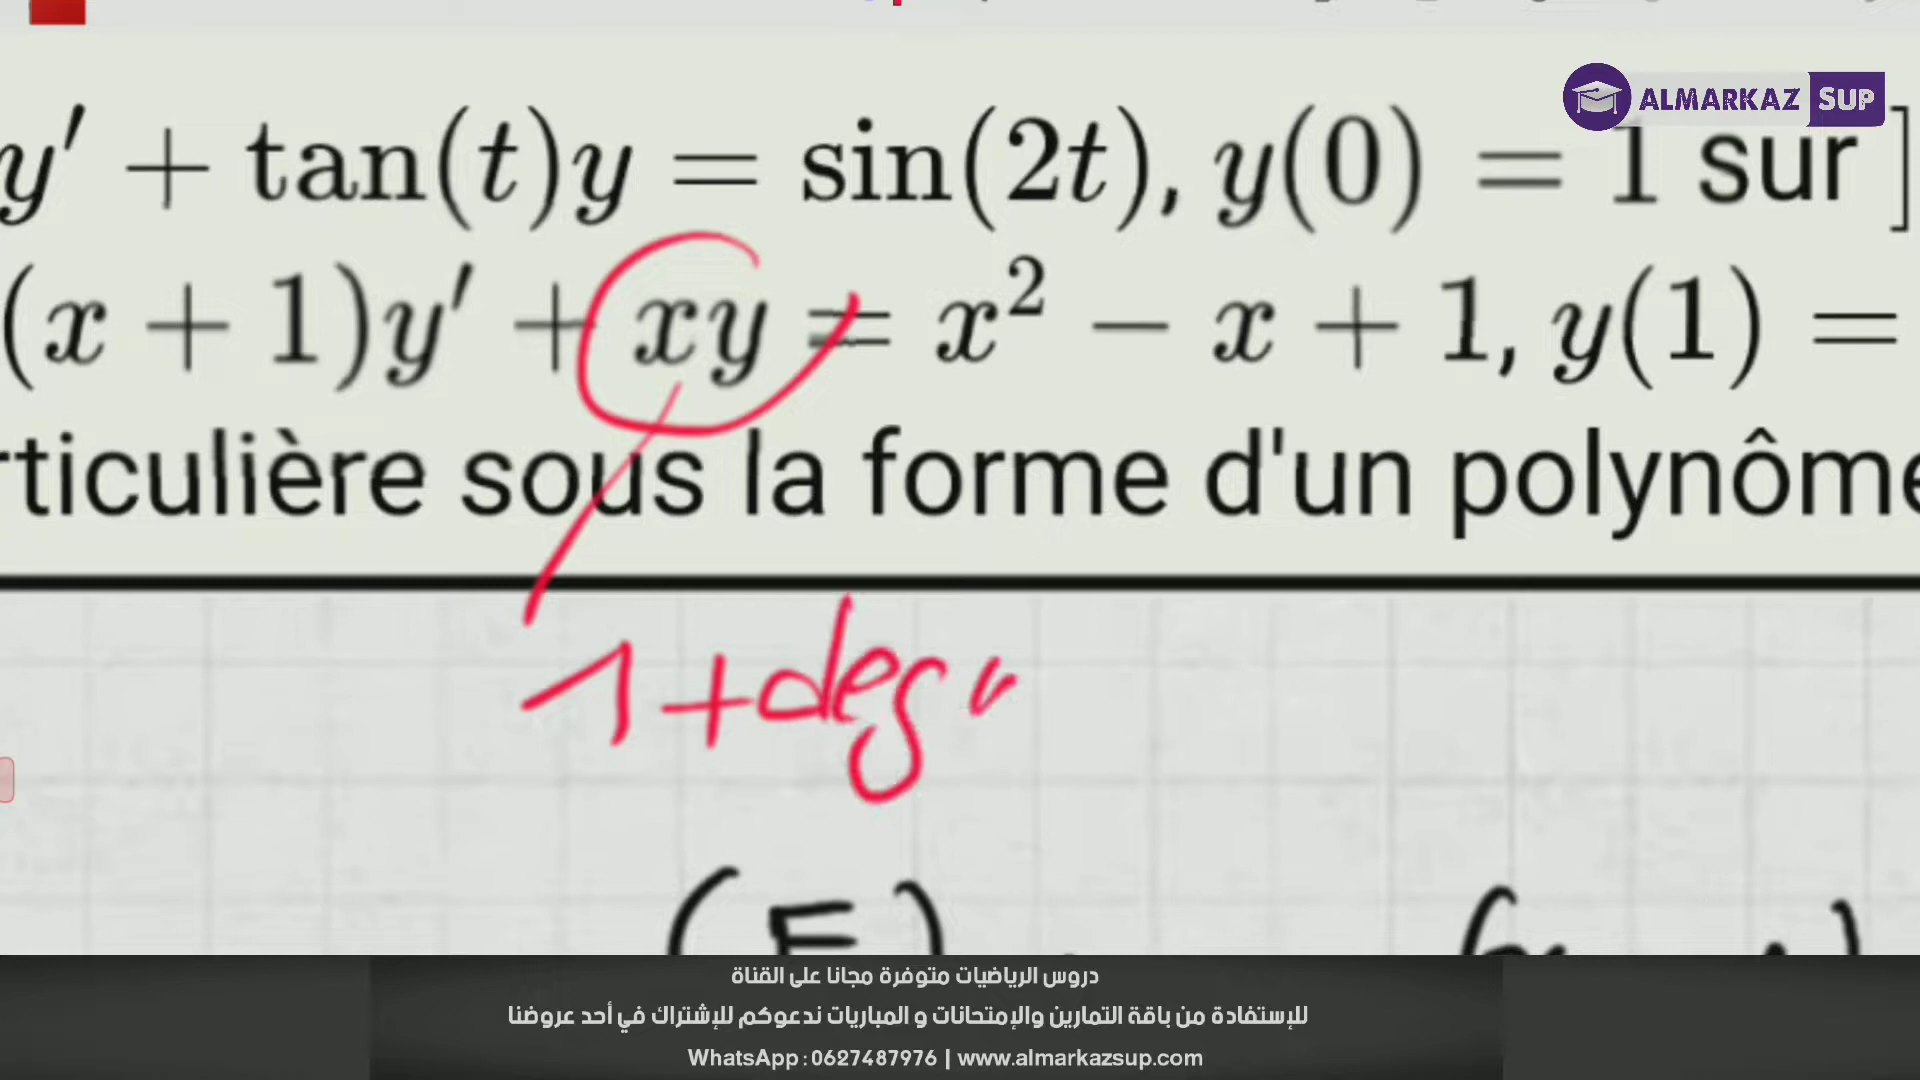 ALMARKAZ SUP
y′ + tan(t)y = sin(2t), y(0) = 1 sur ]
(x + 1)y′ + xy = x² − x + 1, y(1) =
rticulière sous la forme d'un polynôme
1+deg
(E)
دروس الرياضيات متوفرة مجانا على القناة
للإستفادة من باقة التمارين والإمتحانات و المباريات ندعوكم للإشتراك في أحد عروضنا
WhatsApp : 0627487976 | www.almarkazsup.com